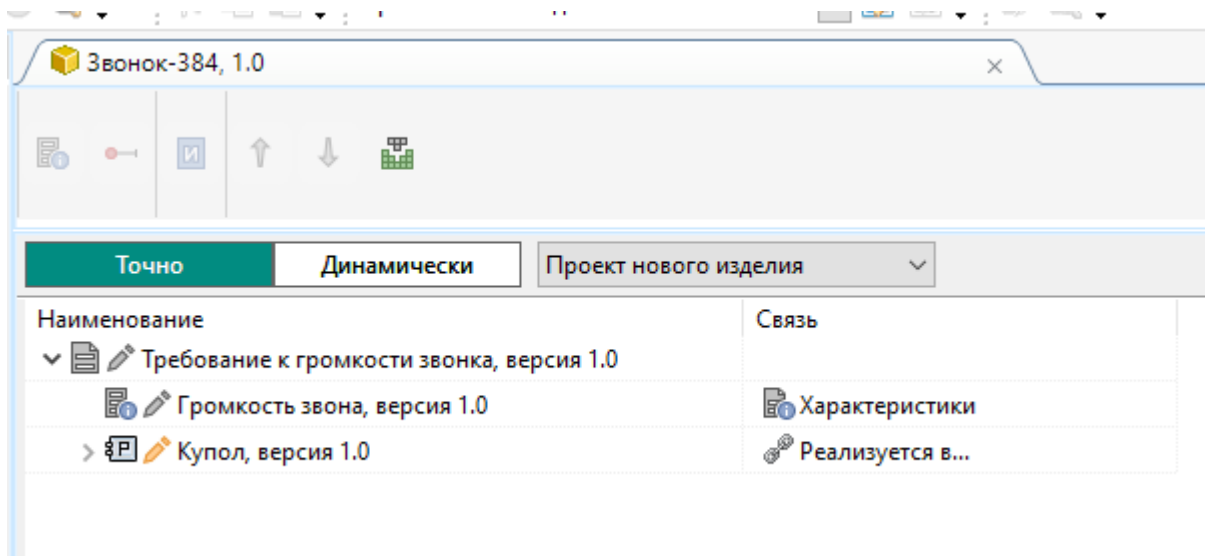 Звонок-384, 1.0
И
Точно Динамически Проект нового изделия
Наименование Связь
Требование к громкости звонка, версия 1.0
Громкость звона, версия 1.0 Характеристики
P Купол, версия 1.0 Реализуется в...